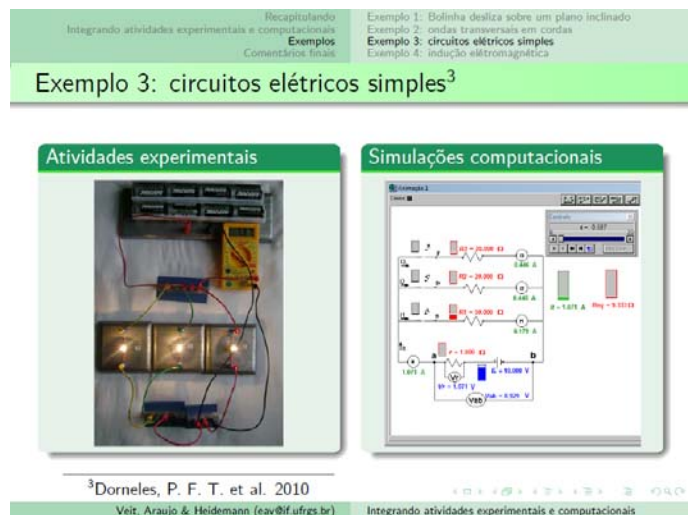 Recapitulando
Integrando atividades experimentais e computacionais
Exemplos
Comentários finais
Exemplo 1: Bolinha desliza sobre um plano inclinado
Exemplo 2: ondas transversais em cordas
Exemplo 3: circuitos elétricos simples
Exemplo 4: indução eletromagnética
Exemplo 3: circuitos elétricos simples³
Atividades experimentais
Simulações computacionais
a
b
Vab
³Dorneles, P. F. T. et al. 2010
Veit, Araujo & Heidemann (eav@if.ufrgs.br)
Integrando atividades experimentais e computacionais